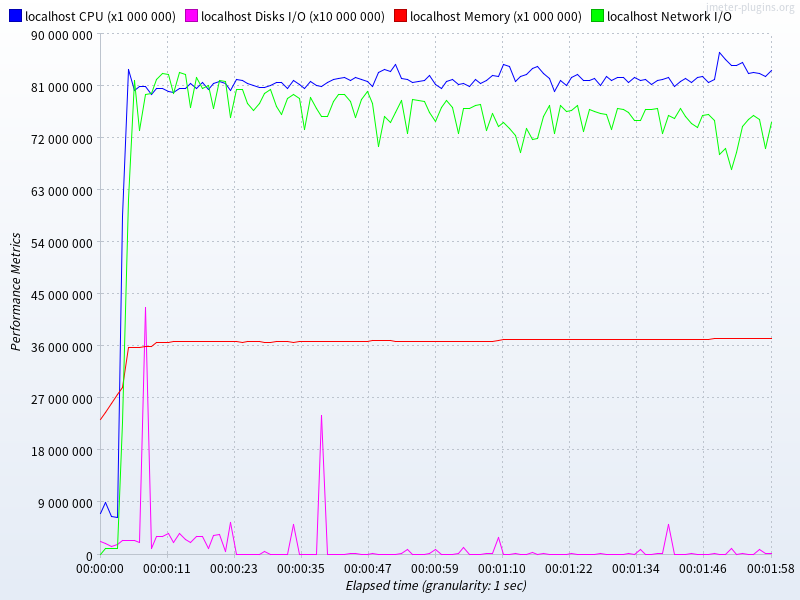 jmeter-plugins.org
localhost CPU (x1 000 000) localhost Disks I/O (x10 000 000) localhost Memory (x1 000 000) localhost Network I/O
90 000 000
81 000 000
72 000 000
63 000 000
54 000 000
45 000 000
36 000 000
27 000 000
18 000 000
9 000 000
0
Performance Metrics
00:00:00 00:00:11 00:00:23 00:00:35 00:00:47 00:00:59 00:01:10 00:01:22 00:01:34 00:01:46 00:01:58
Elapsed time (granularity: 1 sec)